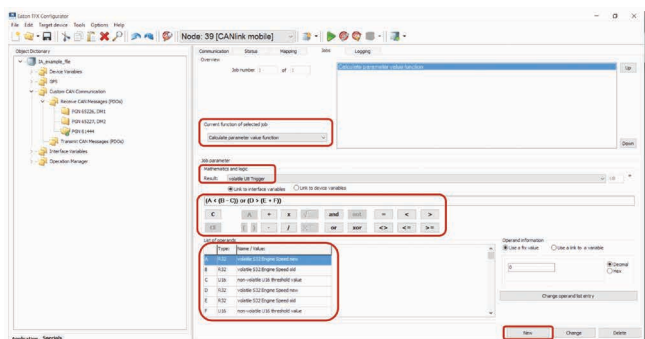 Eaton PFX Configurator
File Edit Target device Tools Options Help
Node: 39 [CANlink mobile]
Object Dictionary
IA_example_file
Device Variables
SPS
Custom CAN Communication
Receive CAN Messages (PDOs)
PGN 65226, DM1
PGN 65227, DM2
PGN 61444
Transmit CAN Messages (PDOs)
Interface Variables
Operation Manager
Communication Status Mapping Jobs Logging
Overview
Job number 1 of 1
Calculate parameter value function
Up
Current function of selected job:
Calculate parameter value function
Down
Job parameter
Mathematics and logic
Result: volatile U8 Trigger U8
Link to interface variables Link to device variables
(A < (B - C)) or (D > (E + F))
C A + x and not = < >
CE ( ) - / or xor <> <= >=
List of operands
Type: Name / Value:
A R32 volatile S32 Engine Speed new
B R32 volatile S32 Engine Speed old
C U16 non-volatile U16 threshold value
D R32 volatile S32 Engine Speed new
E R32 volatile S32 Engine Speed old
F U16 non-volatile U16 threshold value
Operand information
Use a fix value Use a link to a variable
0
Decimal
Hex
Change operand list entry
New Change Delete
Application Specials